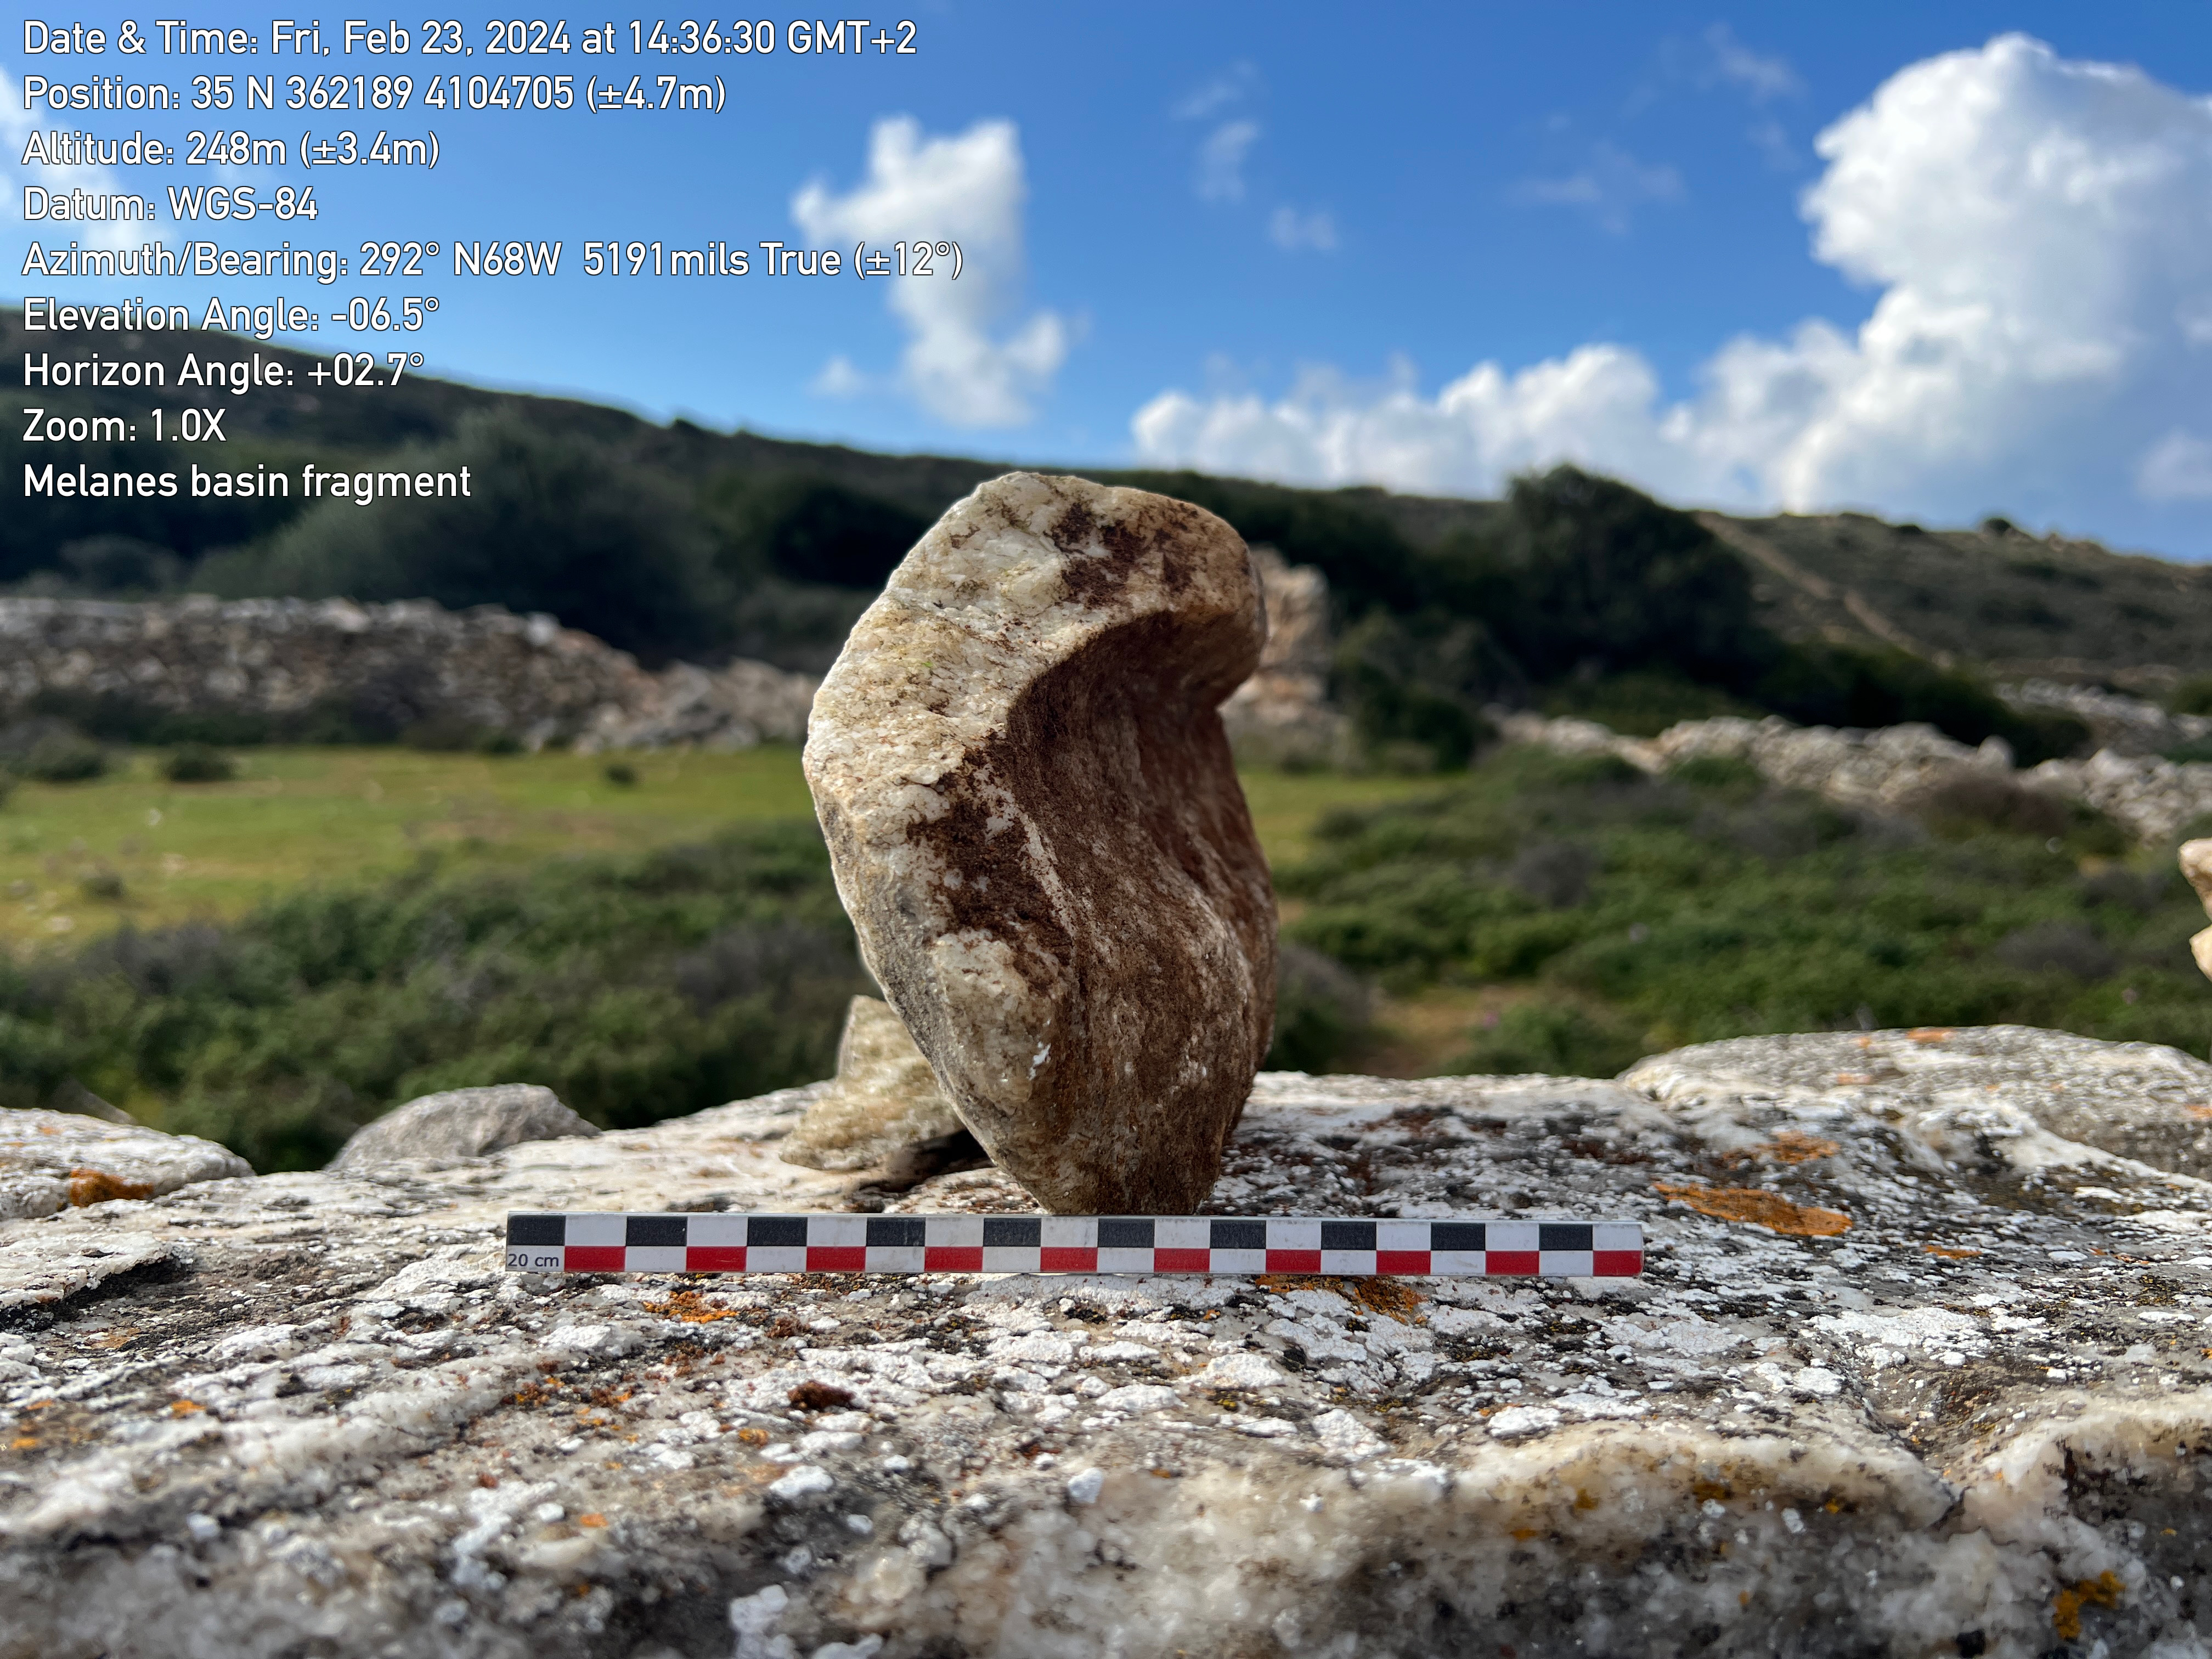 Date & Time: Fri, Feb 23, 2024 at 14:36:30 GMT+2
Position: 35 N 362189 4104705 (±4.7m)
Altitude: 248m (±3.4m)
Datum: WGS-84
Azimuth/Bearing: 292° N68W 5191mils True (±12°)
Elevation Angle: -06.5°
Horizon Angle: +02.7°
Zoom: 1.0X
Melanes basin fragment
20 cm